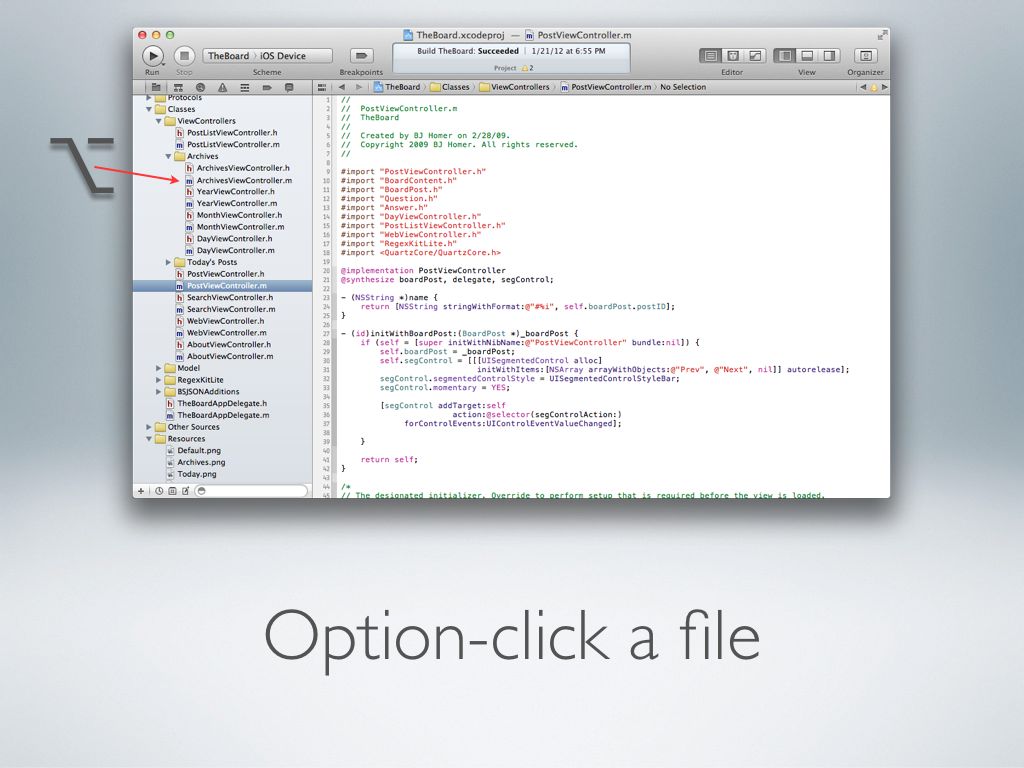 TheBoard.xcodeproj — PostViewController.m
TheBoard iOS Device
Build TheBoard: Succeeded | 1/21/12 at 6:55 PM
Project 2
Run Stop Scheme Breakpoints Editor View Organizer
TheBoard Classes ViewControllers PostViewController.m No Selection
Protocols
Classes
ViewControllers
PostListViewController.h
PostListViewController.m
Archives
ArchivesViewController.h
ArchivesViewController.m
YearViewController.h
YearViewController.m
MonthViewController.h
MonthViewController.m
DayViewController.h
DayViewController.m
Today's Posts
PostViewController.h
PostViewController.m
SearchViewController.h
SearchViewController.m
WebViewController.h
WebViewController.m
AboutViewController.h
AboutViewController.m
Model
RegexKitLite
BSJSONAdditions
TheBoardAppDelegate.h
TheBoardAppDelegate.m
Other Sources
Resources
Default.png
Archives.png
Today.png
1 //
2 // PostViewController.m
3 // TheBoard
4 //
5 // Created by BJ Homer on 2/28/09.
6 // Copyright 2009 BJ Homer. All rights reserved.
7 //
8
9 #import "PostViewController.h"
10 #import "BoardContent.h"
11 #import "BoardPost.h"
12 #import "Question.h"
13 #import "Answer.h"
14 #import "DayViewController.h"
15 #import "PostListViewController.h"
16 #import "WebViewController.h"
17 #import "RegexKitLite.h"
18 #import <QuartzCore/QuartzCore.h>
19
20 @implementation PostViewController
21 @synthesize boardPost, delegate, segControl;
22
23 - (NSString *)name {
24 return [NSString stringWithFormat:@"#%i", self.boardPost.postID];
25 }
26
27 - (id)initWithBoardPost:(BoardPost *)_boardPost {
28 if (self = [super initWithNibName:@"PostViewController" bundle:nil]) {
29 self.boardPost = _boardPost;
30 self.segControl = [[[UISegmentedControl alloc]
31 initWithItems:[NSArray arrayWithObjects:@"Prev", @"Next", nil]] autorelease];
32 segControl.segmentedControlStyle = UISegmentedControlStyleBar;
33 segControl.momentary = YES;
34
35 [segControl addTarget:self
36 action:@selector(segControlAction:)
37 forControlEvents:UIControlEventValueChanged];
38
39 }
40
41 return self;
42 }
43
44 /*
45 // The designated initializer. Override to perform setup that is required before the view is loaded.
⌥
Option-click a file